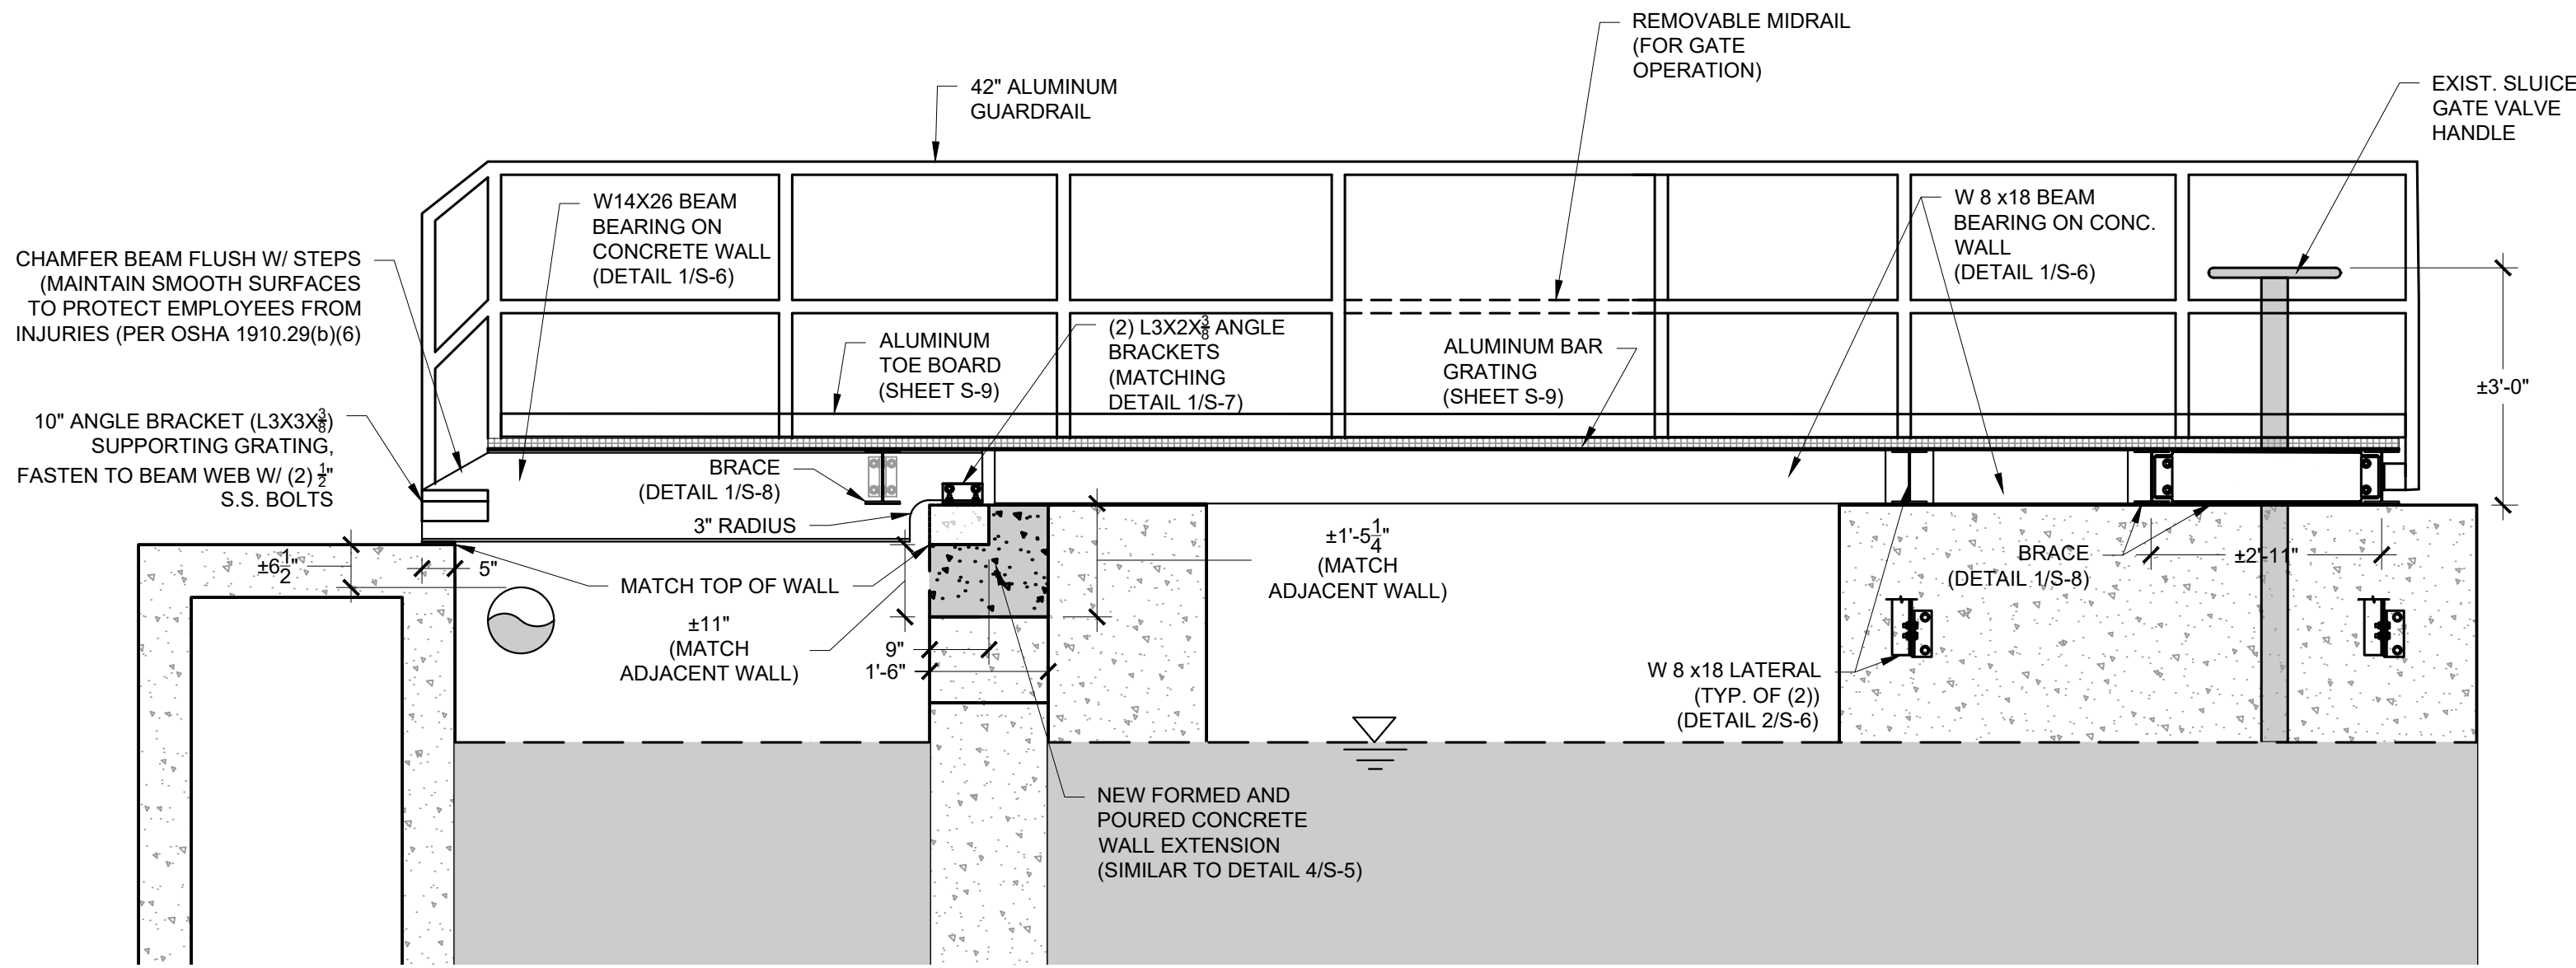 REMOVABLE MIDRAIL
(FOR GATE
OPERATION)
42" ALUMINUM
GUARDRAIL
EXIST. SLUICE
GATE VALVE
HANDLE
W14X26 BEAM
BEARING ON
CONCRETE WALL
(DETAIL 1/S-6)
W 8 x18 BEAM
BEARING ON CONC.
WALL
(DETAIL 1/S-6)
CHAMFER BEAM FLUSH W/ STEPS
(MAINTAIN SMOOTH SURFACES
TO PROTECT EMPLOYEES FROM
INJURIES (PER OSHA 1910.29(b)(6)
ALUMINUM
TOE BOARD
(SHEET S-9)
(2) L3X2X3/8 ANGLE
BRACKETS
(MATCHING
DETAIL 1/S-7)
ALUMINUM BAR
GRATING
(SHEET S-9)
±3'-0"
10" ANGLE BRACKET (L3X3X3/8)
SUPPORTING GRATING,
FASTEN TO BEAM WEB W/ (2) 1/2"
S.S. BOLTS
BRACE
(DETAIL 1/S-8)
3" RADIUS
±6 1/2"
5"
MATCH TOP OF WALL
±11"
(MATCH
ADJACENT WALL)
9"
1'-6"
±1'-5 1/4"
(MATCH
ADJACENT WALL)
BRACE
(DETAIL 1/S-8)
±2'-11"
W 8 x18 LATERAL
(TYP. OF (2))
(DETAIL 2/S-6)
NEW FORMED AND
POURED CONCRETE
WALL EXTENSION
(SIMILAR TO DETAIL 4/S-5)